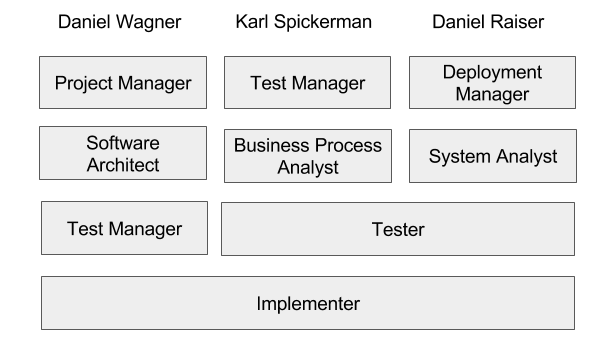 Daniel Wagner
Karl Spickerman
Daniel Raiser
Project Manager
Test Manager
Deployment
Manager
Software
Architect
Business Process
Analyst
System Analyst
Test Manager
Tester
Implementer